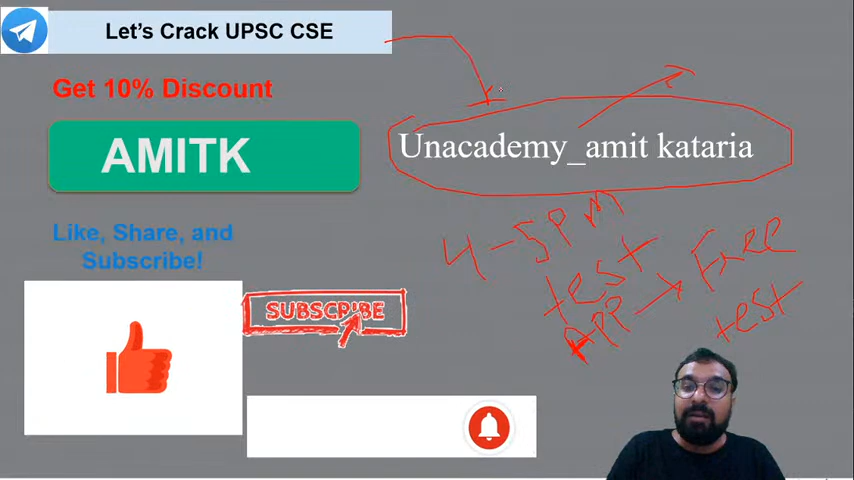 Let's Crack UPSC CSE
Get 10% Discount
AMITK
Unacademy_amit kataria
Like, Share, and
Subscribe!
SUBSCRIBE
4-5PM
test
APP → Free
test